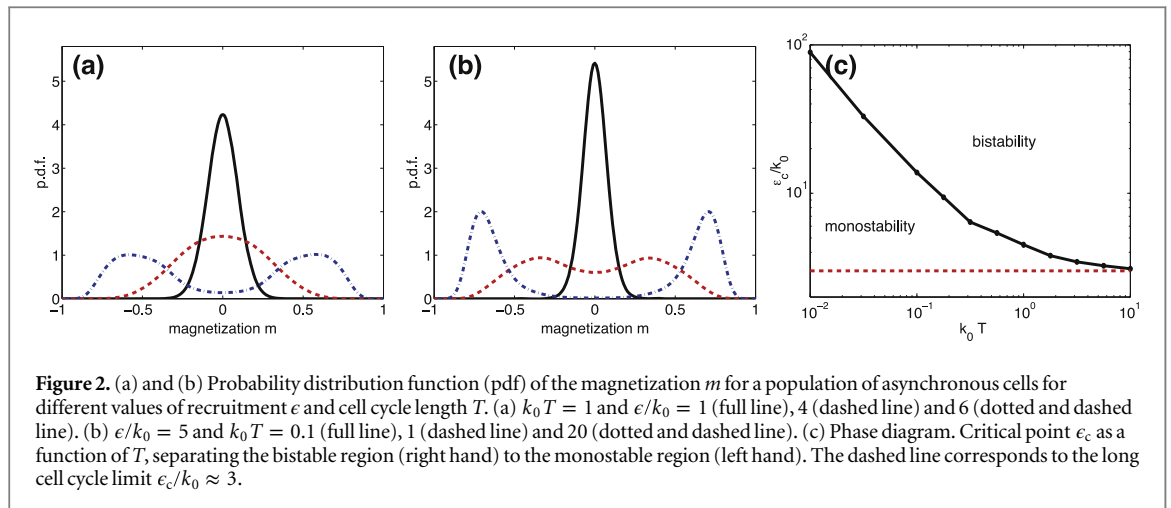 (a)
5
4
3
2
1
0
p.d.f.
−1
−0.5
0
0.5
1
magnetization m
(b)
5
4
3
2
1
0
p.d.f.
−1
−0.5
0
0.5
1
magnetization m
(c)
10^2
10^1
ε_c/k_0
bistability
monostability
10^−2
10^−1
10^0
10^1
k_0 T
Figure 2. (a) and (b) Probability distribution function (pdf) of the magnetization m for a population of asynchronous cells for
different values of recruitment ϵ and cell cycle length T. (a) k_0T = 1 and ϵ/k_0 = 1 (full line), 4 (dashed line) and 6 (dotted and dashed
line). (b) ϵ/k_0 = 5 and k_0T = 0.1 (full line), 1 (dashed line) and 20 (dotted and dashed line). (c) Phase diagram. Critical point ϵ_c as a
function of T, separating the bistable region (right hand) to the monostable region (left hand). The dashed line corresponds to the long
cell cycle limit ϵ_c/k_0 ≈ 3.